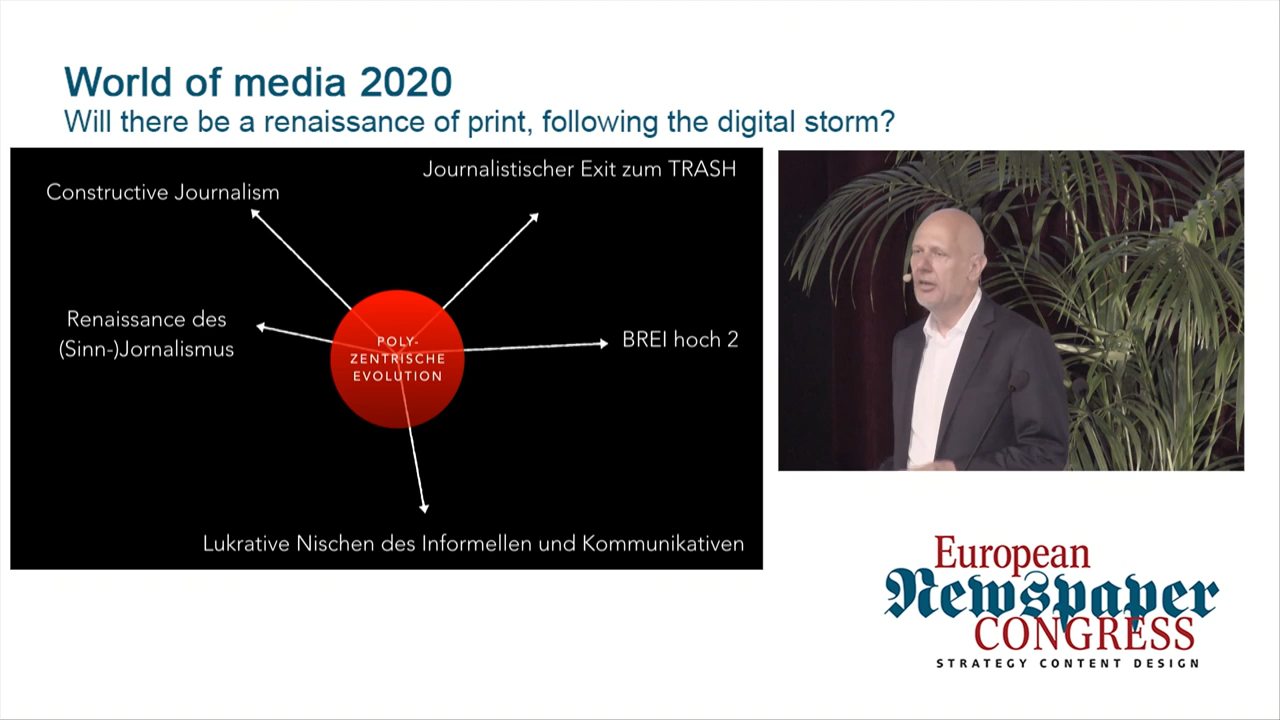 World of media 2020
Will there be a renaissance of print, following the digital storm?
Constructive Journalism
Journalistischer Exit zum TRASH
Renaissance des
(Sinn-)Jornalismus
POLY-
ZENTRISCHE
EVOLUTION
BREI hoch 2
Lukrative Nischen des Informellen und Kommunikativen
European
Newspaper
CONGRESS
STRATEGY CONTENT DESIGN